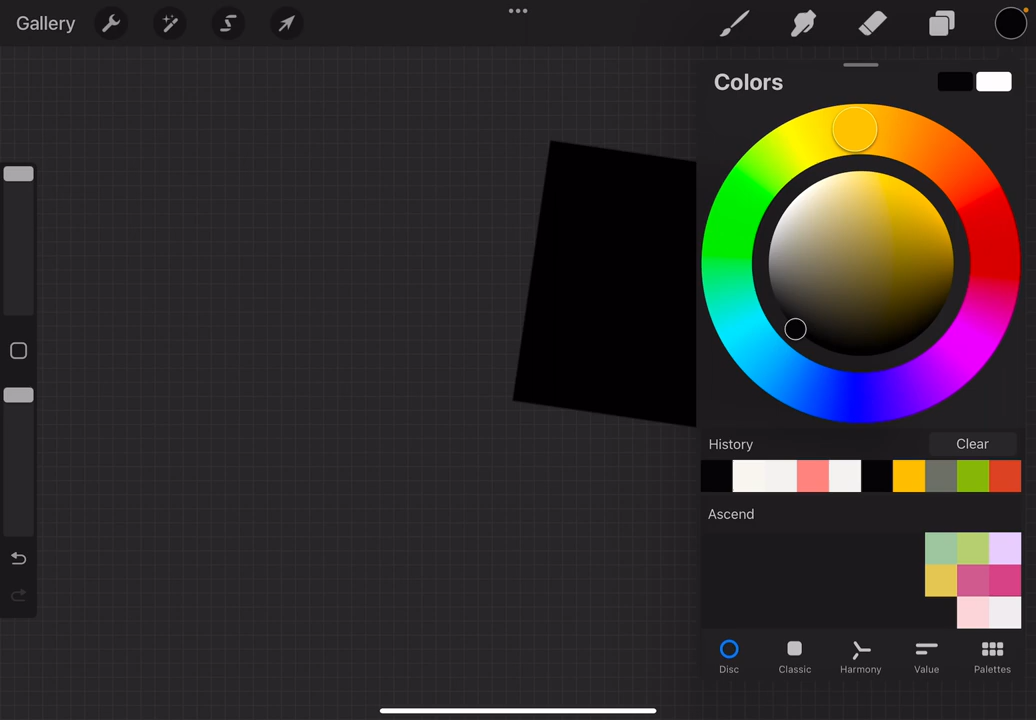 Gallery
Colors
History
Clear
Ascend
Disc
Classic
Harmony
Value
Palettes